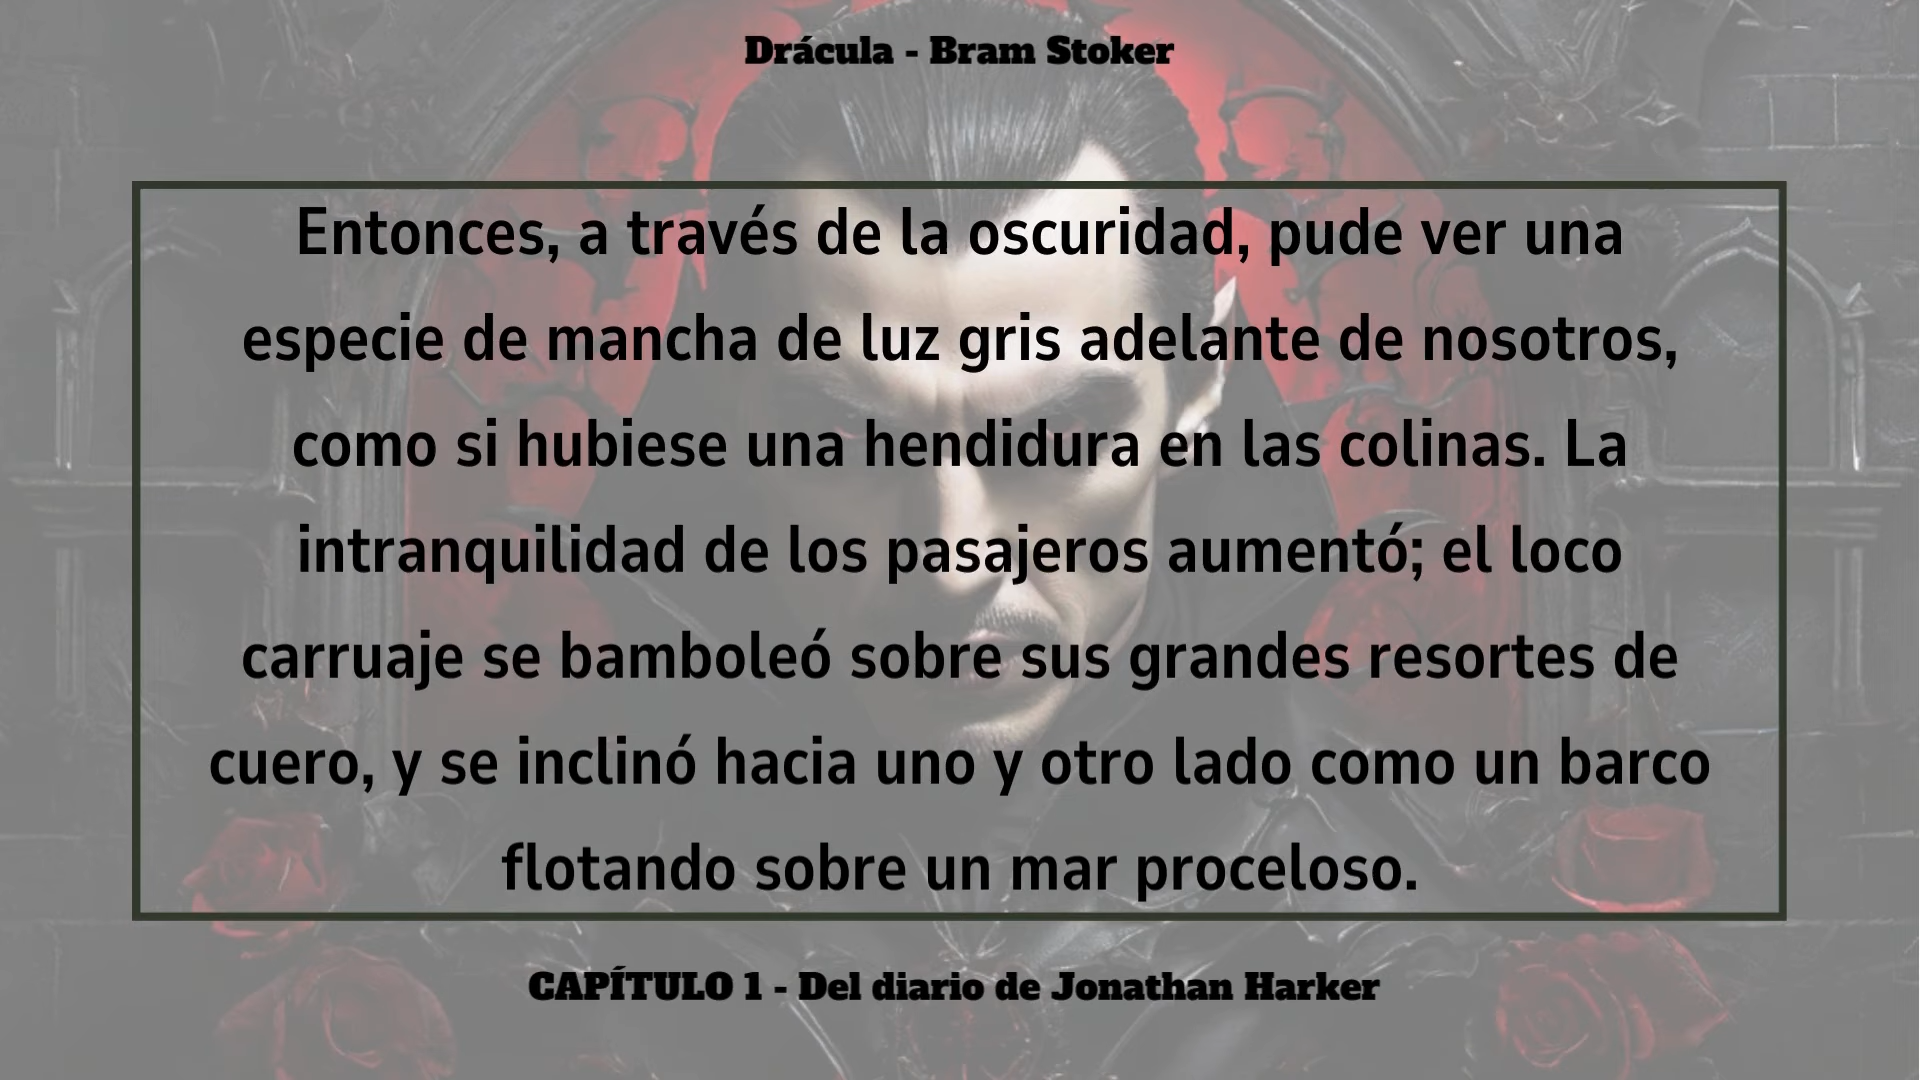 Drácula - Bram Stoker
Entonces, a través de la oscuridad, pude ver una
especie de mancha de luz gris adelante de nosotros,
como si hubiese una hendidura en las colinas. La
intranquilidad de los pasajeros aumentó; el loco
carruaje se bamboleó sobre sus grandes resortes de
cuero, y se inclinó hacia uno y otro lado como un barco
flotando sobre un mar proceloso.
CAPÍTULO 1 - Del diario de Jonathan Harker